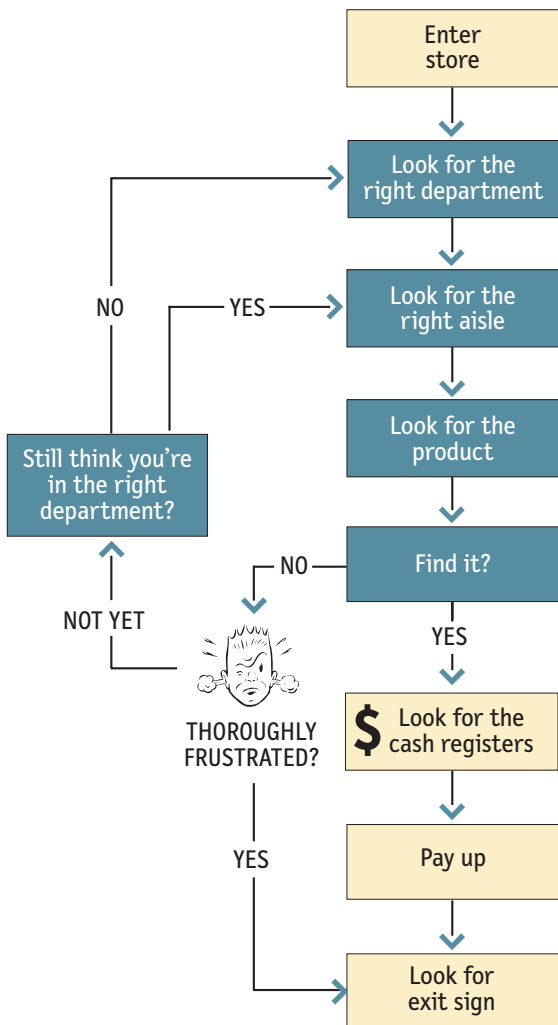 Enter
store
Look for the
right department
NO
YES
Look for the
right aisle
Look for the
product
Still think you're
in the right
department?
NO
Find it?
NOT YET
YES
$ Look for the
cash registers
THOROUGHLY
FRUSTRATED?
YES
Pay up
Look for
exit sign